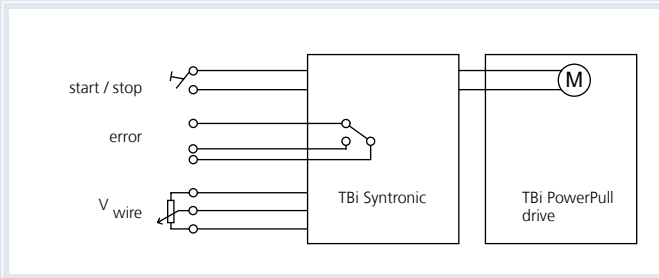 start / stop
error
V wire
TBi Syntronic
M
TBi PowerPull
drive